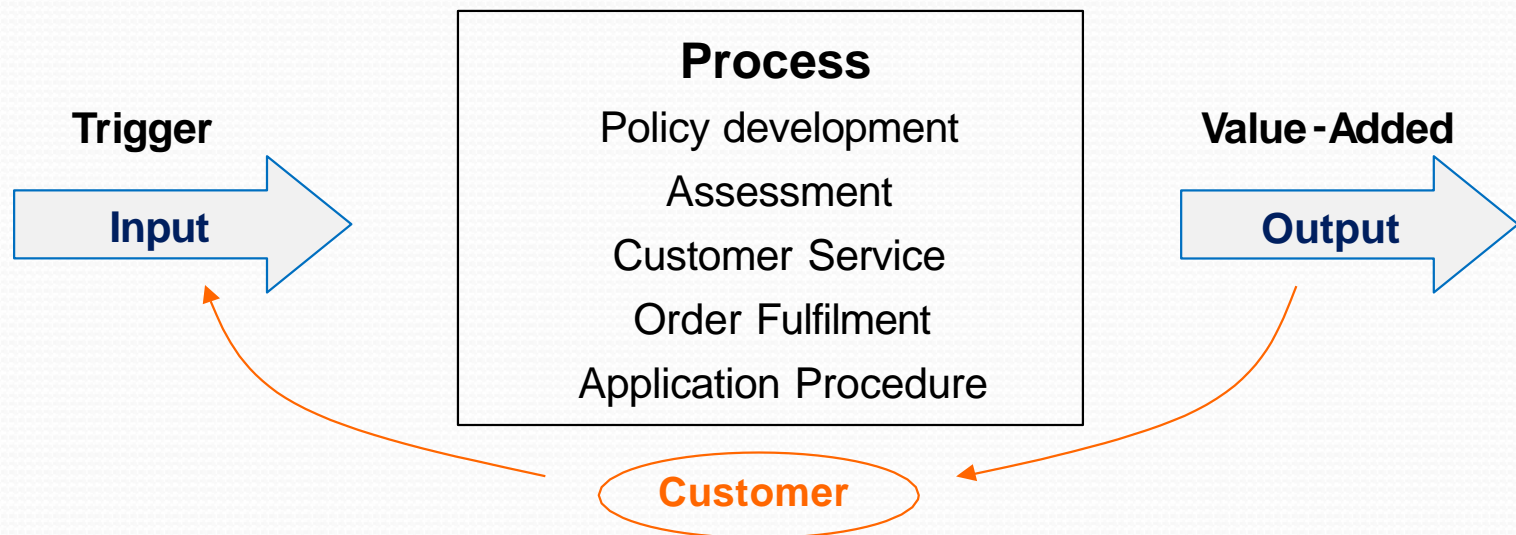 Trigger
Input
Process
Policy development
Assessment
Customer Service
Order Fulfilment
Application Procedure
Value-Added
Output
Customer